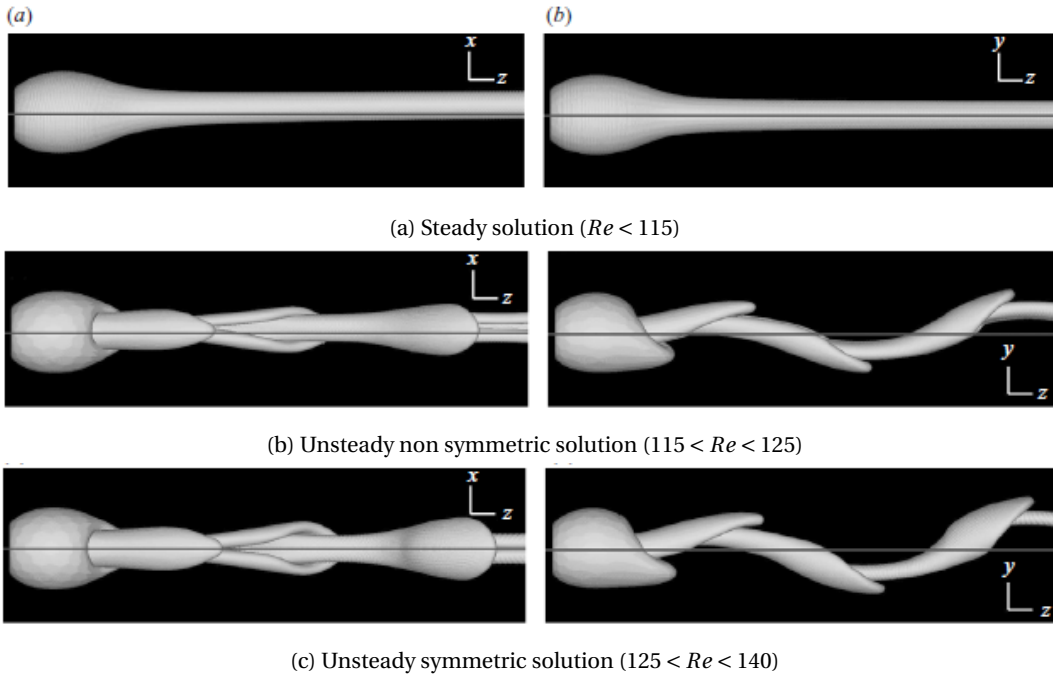 (a) (b)
x z y z
(a) Steady solution (Re < 115)
x z y z
(b) Unsteady non symmetric solution (115 < Re < 125)
x z y z
(c) Unsteady symmetric solution (125 < Re < 140)